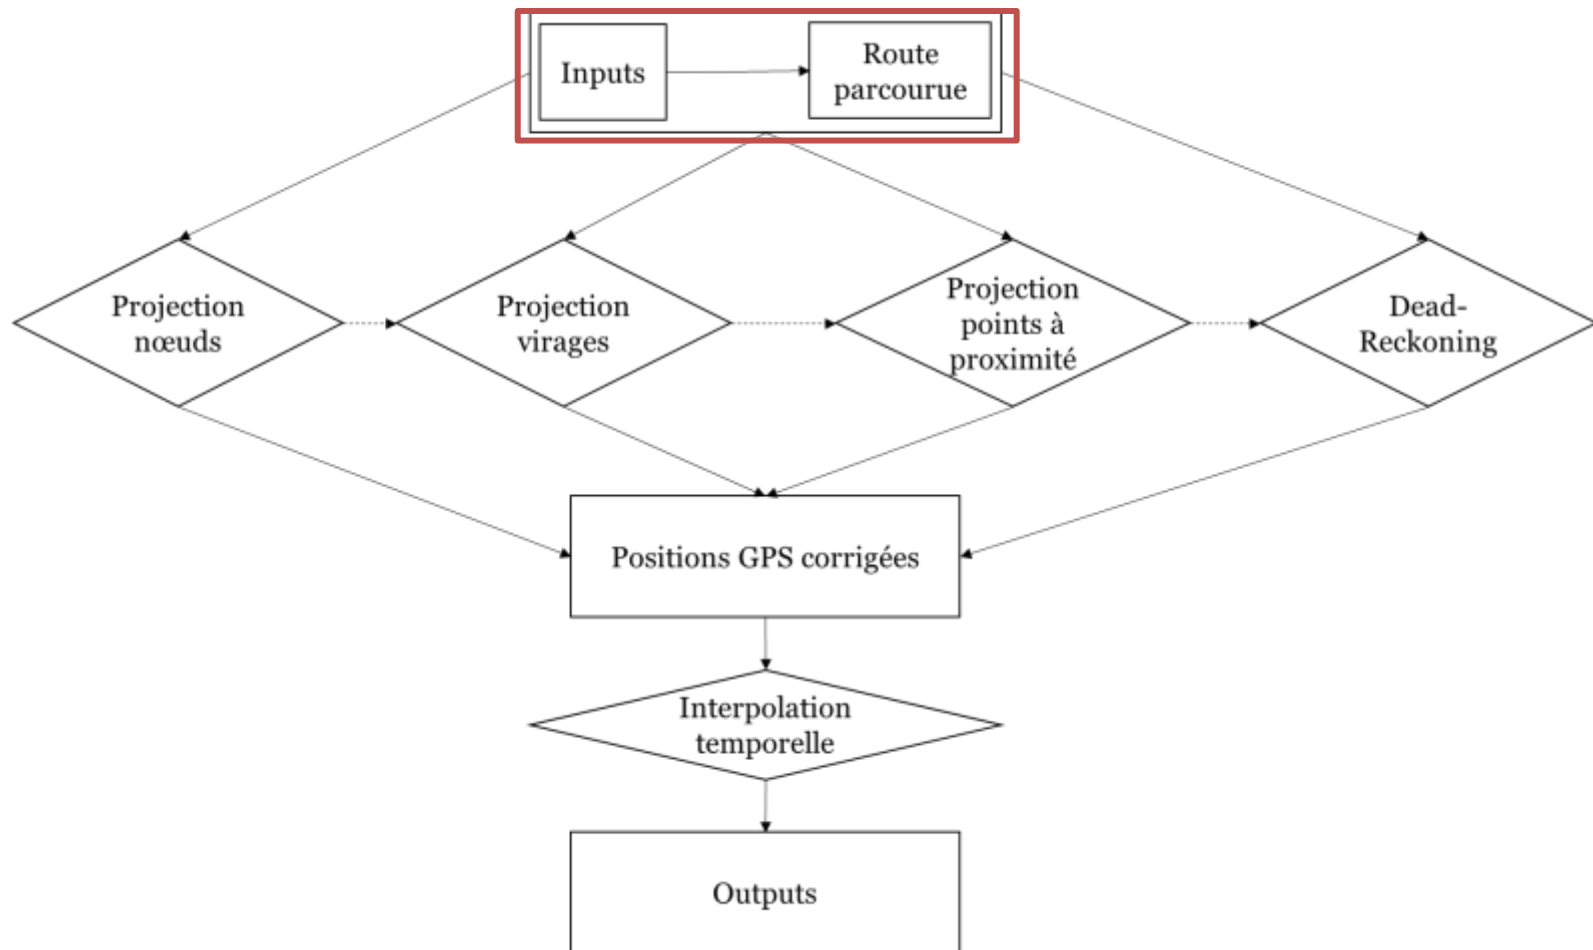 Inputs
Route
parcourue
Projection
nœuds
Projection
virages
Projection
points à
proximité
Dead-
Reckoning
Positions GPS corrigées
Interpolation
temporelle
Outputs